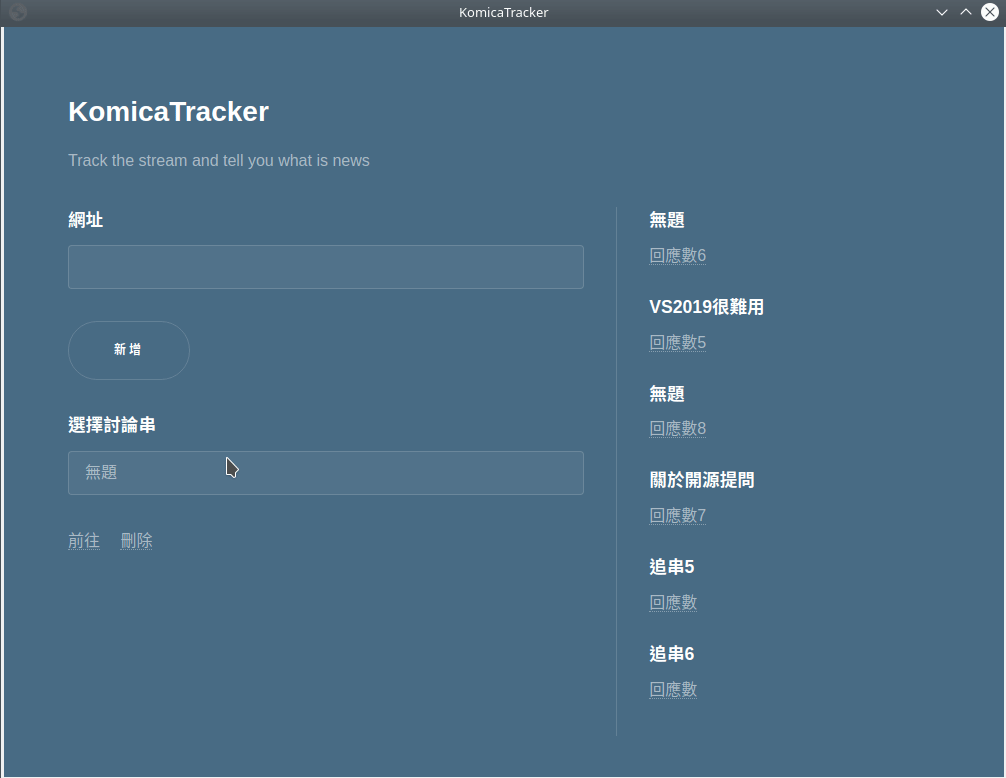 KomicaTracker
KomicaTracker
Track the stream and tell you what is news
網址
新增
選擇討論串
無題
前往 刪除
無題
回應數6
VS2019很難用
回應數5
無題
回應數8
關於開源提問
回應數7
追串5
回應數
追串6
回應數